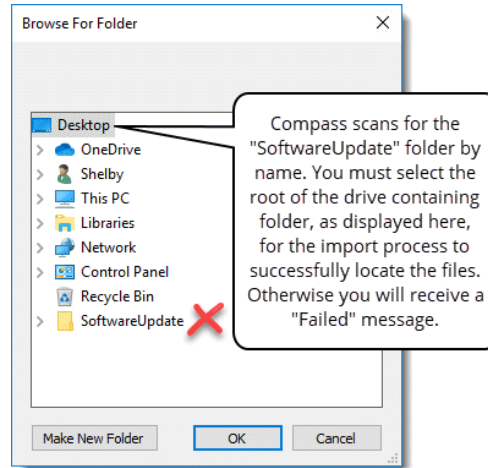 Browse For Folder
Desktop
OneDrive
Shelby
This PC
Libraries
Network
Control Panel
Recycle Bin
SoftwareUpdate
Compass scans for the
"SoftwareUpdate" folder by
name. You must select the
root of the drive containing
folder, as displayed here,
for the import process to
successfully locate the files.
Otherwise you will receive a
"Failed" message.
Make New Folder
OK
Cancel